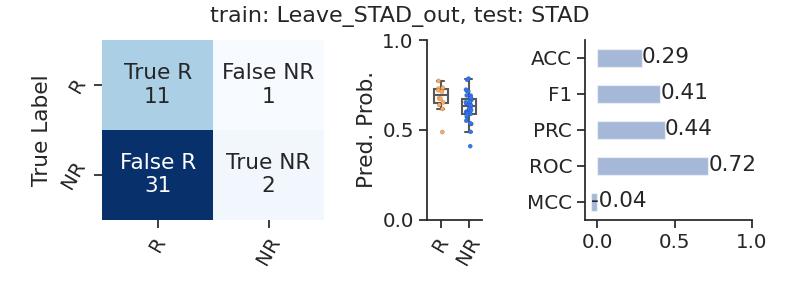 train: Leave_STAD_out, test: STAD
True Label
R
NR
True R
11
False NR
1
False R
31
True NR
2
R
NR
Pred. Prob.
1.0
0.5
0.0
R
NR
ACC
F1
PRC
ROC
MCC
0.29
0.41
0.44
0.72
-0.04
0.0
0.5
1.0